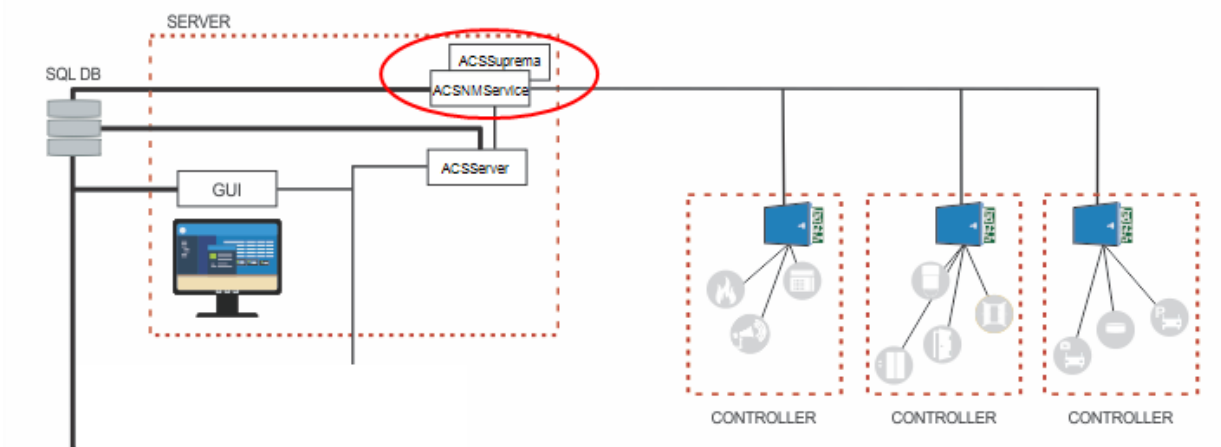 SERVER
ACSSuprema
SQL DB
ACSNMService
ACSServer
GUI
CONTROLLER
CONTROLLER
CONTROLLER